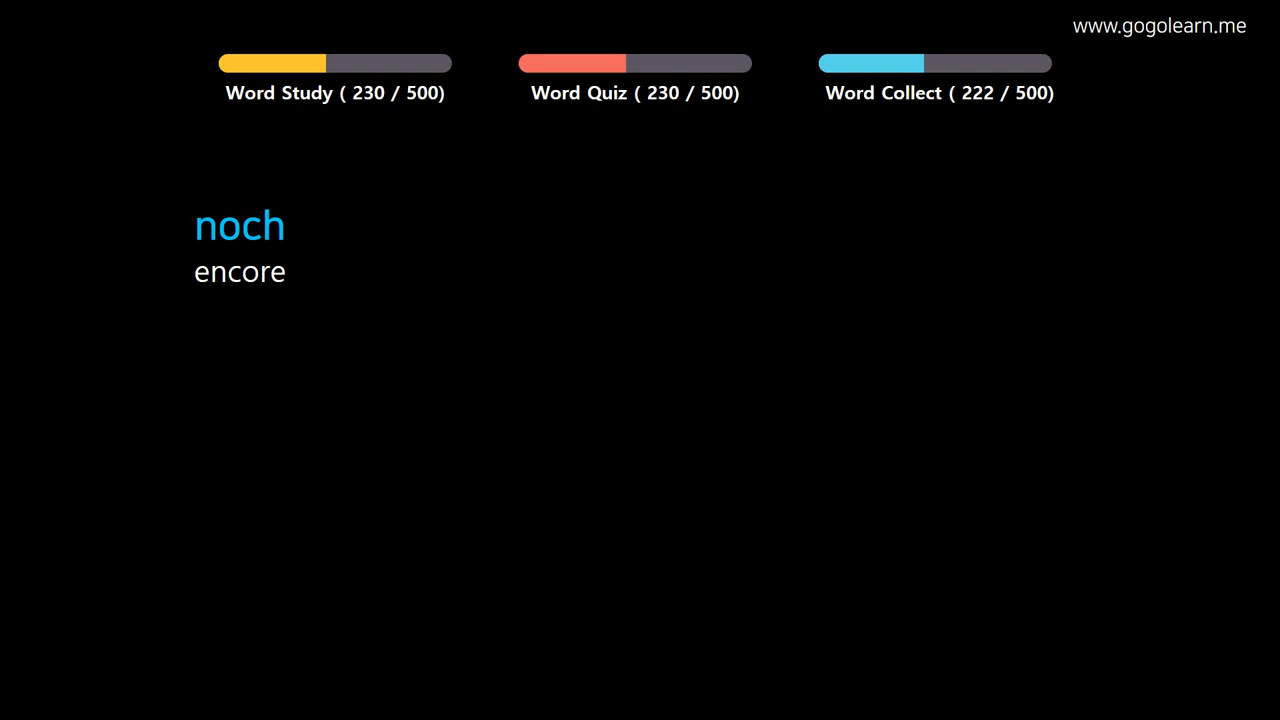 www.gogolearn.me
Word Study ( 230 / 500)
Word Quiz ( 230 / 500)
Word Collect ( 222 / 500)
noch
encore